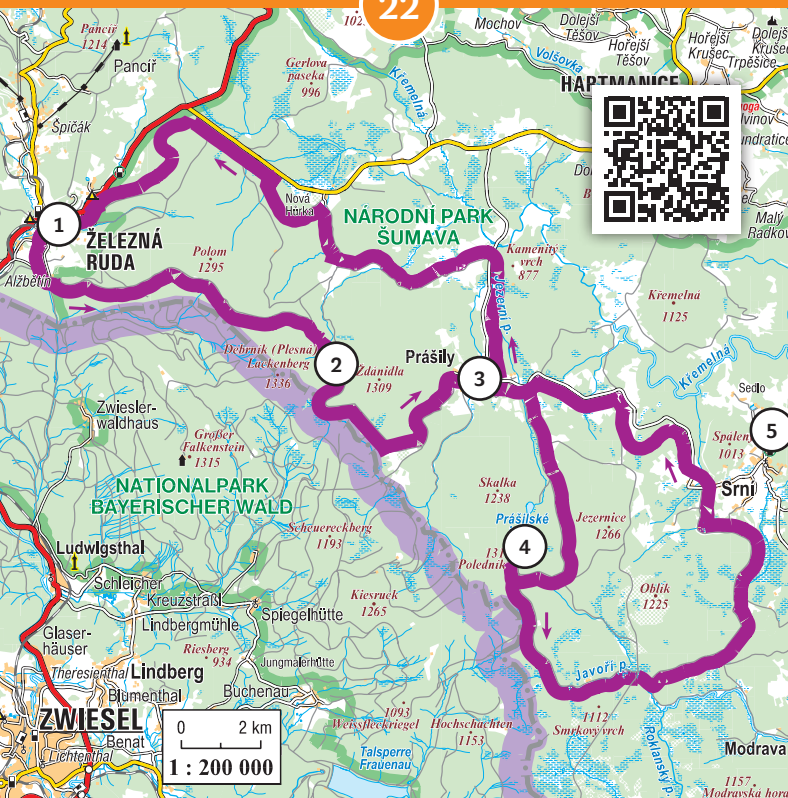 22
Pancíř
1214
Pancíř
Špičák
Gerlova
paseka
996
Křemelná
Mochov
Dolejší
Těšov
Hořejší
Těšov
Volšovka
Hořejší
Krušec
Trpěšice
HARTMANICE
Malý
Radkov
1
ŽELEZNÁ
RUDA
Alžbětín
Polom
1295
Nová
Hůrka
NÁRODNÍ PARK
ŠUMAVA
Kamenitý
vrch
877
Jezerní p.
Křemelná
1125
Křemelná
Debrník (Plesná)
Lackenberg
1336
2
Ždánidla
1309
Prášily
3
Sedlo
5
Spálený
1013
Srní
Zwiesler-
waldhaus
Großer
Falkenstein
1315
NATIONALPARK
BAYERISCHER WALD
Scheuereckberg
1193
Skalka
1238
Prášilské
4
Poledník
Jezernice
1266
Oblík
1225
Ludwigsthal
Schleicher
Kreuzstraßl
Lindbergmühle
Spiegelhütte
Kiesruck
1265
Glaser-
häuser
Theresienthal
Lindberg
Riesberg
934
Jungmaierhütte
Blumenthal
Buchenau
ZWIESEL
Benat
Lichtenthal
0 2 km
1 : 200 000
1093
Weissfleckriegel
Hochschachten
1153
Talsperre
Frauenau
Javoří p.
1112
Smrkový vrch
Roklanský p.
Modrava
1157
Modravská hora